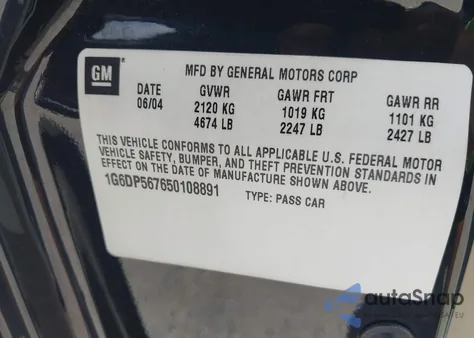 GM
MFD BY GENERAL MOTORS CORP
DATE GVWR GAWR FRT GAWR RR
06/04 2120 KG 1019 KG 1101 KG
4674 LB 2247 LB 2427 LB
THIS VEHICLE CONFORMS TO ALL APPLICABLE U.S. FEDERAL MOTOR
VEHICLE SAFETY, BUMPER, AND THEFT PREVENTION STANDARDS IN
EFFECT ON THE DATE OF MANUFACTURE SHOWN ABOVE.
1G6DP567650108891 TYPE: PASS CAR
autoSnap